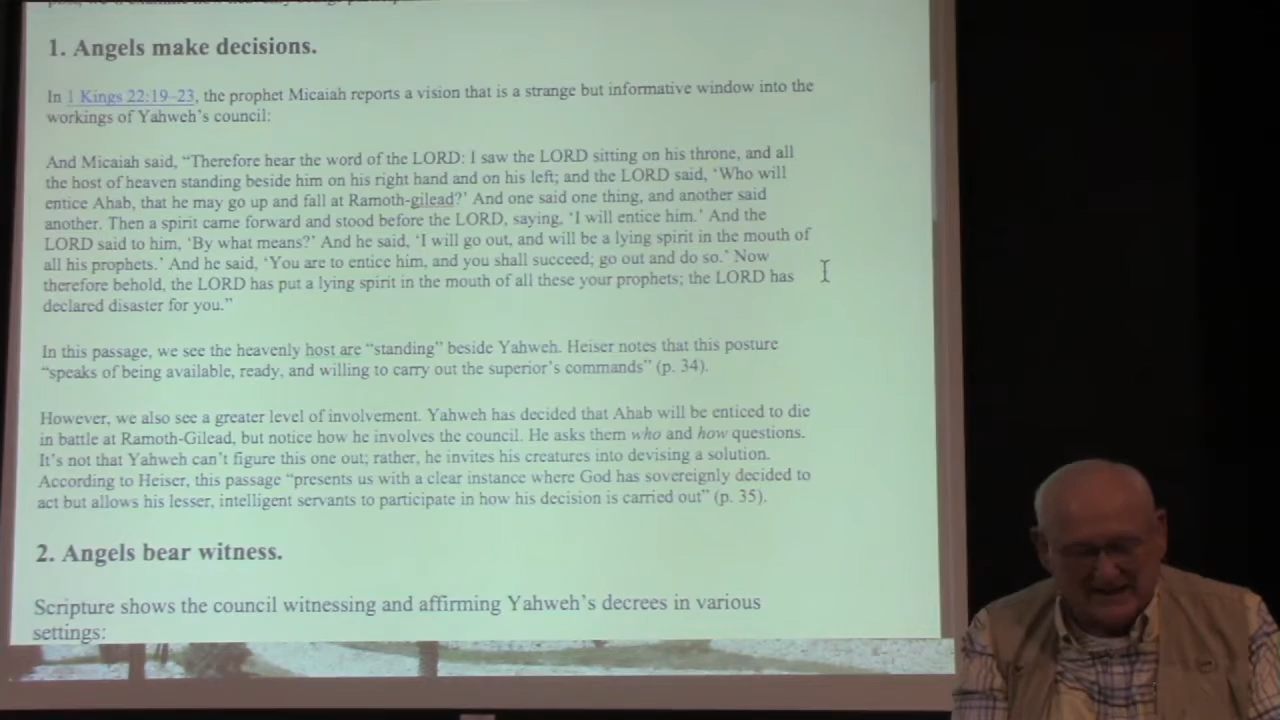 1. Angels make decisions.
In 1 Kings 22:19–23, the prophet Micaiah reports a vision that is a strange but informative window into the
workings of Yahweh's council:
And Micaiah said, “Therefore hear the word of the LORD: I saw the LORD sitting on his throne, and all
the host of heaven standing beside him on his right hand and on his left; and the LORD said, ‘Who will
entice Ahab, that he may go up and fall at Ramoth-gilead?’ And one said one thing, and another said
another. Then a spirit came forward and stood before the LORD, saying, ‘I will entice him.’ And the
LORD said to him, ‘By what means?’ And he said, ‘I will go out, and will be a lying spirit in the mouth of
all his prophets.’ And he said, ‘You are to entice him, and you shall succeed; go out and do so.’ Now
therefore behold, the LORD has put a lying spirit in the mouth of all these your prophets; the LORD has
declared disaster for you.”
In this passage, we see the heavenly host are “standing” beside Yahweh. Heiser notes that this posture
“speaks of being available, ready, and willing to carry out the superior's commands” (p. 34).
However, we also see a greater level of involvement. Yahweh has decided that Ahab will be enticed to die
in battle at Ramoth-Gilead, but notice how he involves the council. He asks them who and how questions.
It's not that Yahweh can't figure this one out; rather, he invites his creatures into devising a solution.
According to Heiser, this passage “presents us with a clear instance where God has sovereignly decided to
act but allows his lesser, intelligent servants to participate in how his decision is carried out” (p. 35).
2. Angels bear witness.
Scripture shows the council witnessing and affirming Yahweh's decrees in various
settings: